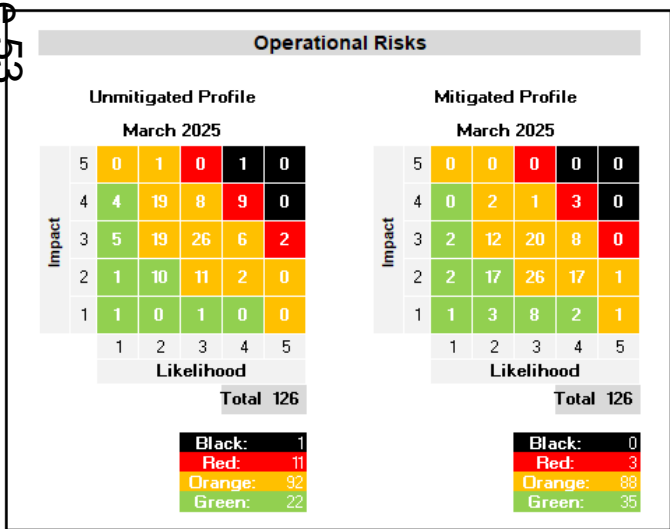 e 53
Operational Risks
Unmitigated Profile Mitigated Profile
March 2025 March 2025
5 0 1 0 1 0 5 0 0 0 0 0
4 4 19 8 9 0 4 0 2 1 3 0
Impact 3 5 19 26 6 2 Impact 3 2 12 20 8 0
2 1 10 11 2 0 2 2 17 26 17 1
1 1 0 1 0 0 1 1 3 8 2 1
1 2 3 4 5 1 2 3 4 5
Likelihood Likelihood
Total 126 Total 126
Black: 1 Black: 0
Red: 11 Red: 3
Orange: 92 Orange: 88
Green: 22 Green: 35